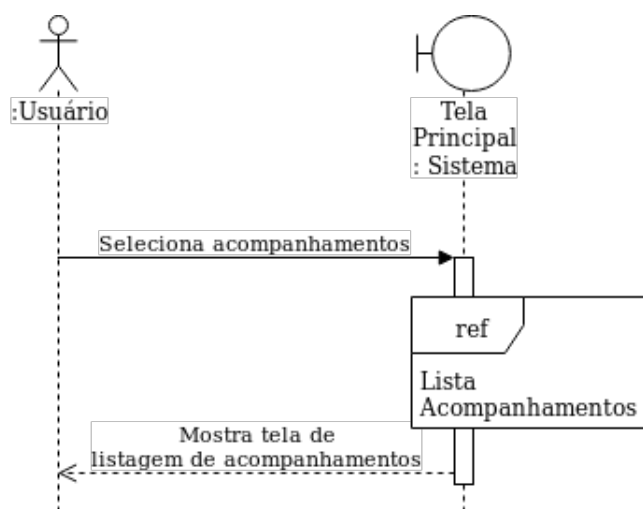 :Usuário
Tela
Principal
: Sistema
Seleciona acompanhamentos
ref
Lista
Acompanhamentos
Mostra tela de
listagem de acompanhamentos